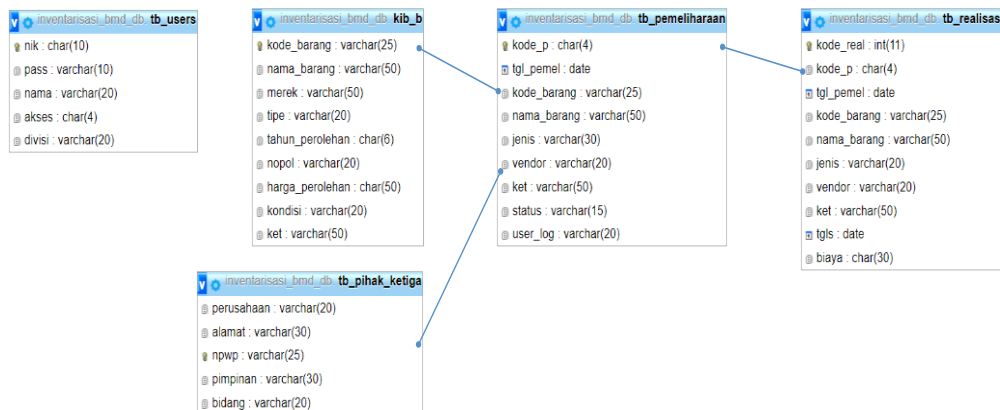 inventarisasi_bmd_db tb_users
nik : char(10)
pass : varchar(10)
nama : varchar(20)
akses : char(4)
divisi : varchar(20)
inventarisasi_bmd_db kib_b
kode_barang : varchar(25)
nama_barang : varchar(50)
merek : varchar(50)
tipe : varchar(20)
tahun_perolehan : char(6)
nopol : varchar(20)
harga_perolehan : char(50)
kondisi : varchar(20)
ket : varchar(50)
inventarisasi_bmd_db tb_pemeliharaan
kode_p : char(4)
tgl_pemel : date
kode_barang : varchar(25)
nama_barang : varchar(50)
jenis : varchar(30)
vendor : varchar(20)
ket : varchar(50)
status : varchar(15)
user_log : varchar(20)
inventarisasi_bmd_db tb_realisas
kode_real : int(11)
kode_p : char(4)
tgl_pemel : date
kode_barang : varchar(25)
nama_barang : varchar(50)
jenis : varchar(20)
vendor : varchar(20)
ket : varchar(50)
tgls : date
biaya : char(30)
inventarisasi_bmd_db tb_pihak_ketiga
perusahaan : varchar(20)
alamat : varchar(30)
npwp : varchar(25)
pimpinan : varchar(30)
bidang : varchar(20)